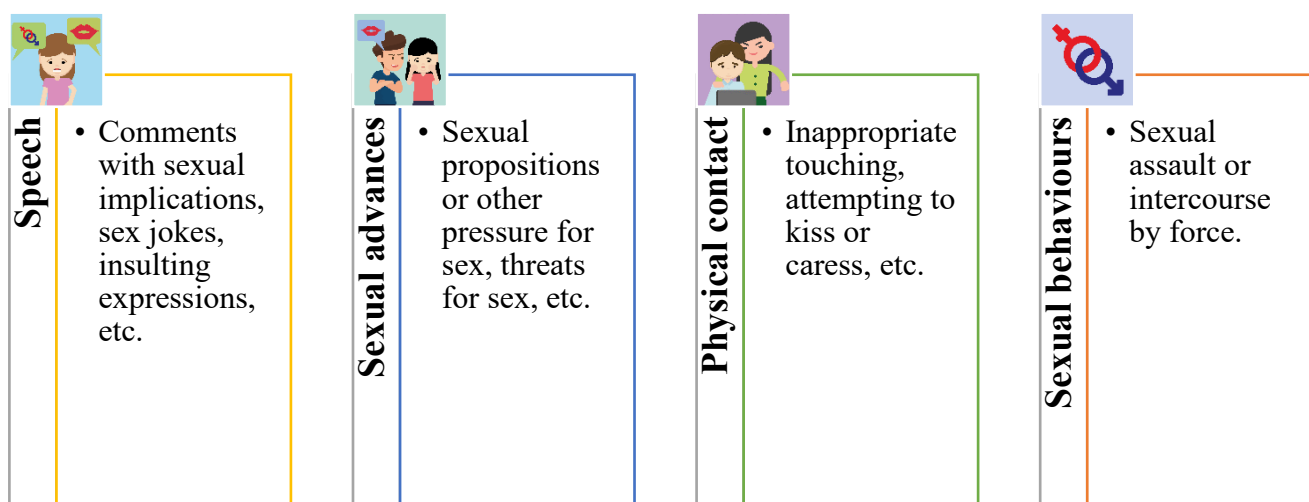 Speech
• Comments
with sexual
implications,
sex jokes,
insulting
expressions,
etc.
Sexual advances
• Sexual
propositions
or other
pressure for
sex, threats
for sex, etc.
Physical contact
• Inappropriate
touching,
attempting to
kiss or
caress, etc.
Sexual behaviours
• Sexual
assault or
intercourse
by force.